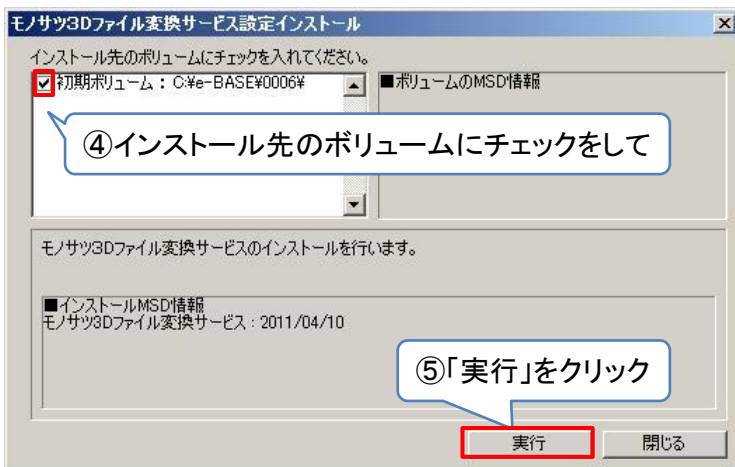 モノサツ3Dファイル変換サービス設定インストール
インストール先のボリュームにチェックを入れてください。
初期ボリューム：C:¥e-BASE¥0006¥
■ボリュームのMSD情報
④インストール先のボリュームにチェックをして
モノサツ3Dファイル変換サービスのインストールを行います。
■インストールMSD情報
モノサツ3Dファイル変換サービス：2011/04/10
⑤「実行」をクリック
実行
閉じる